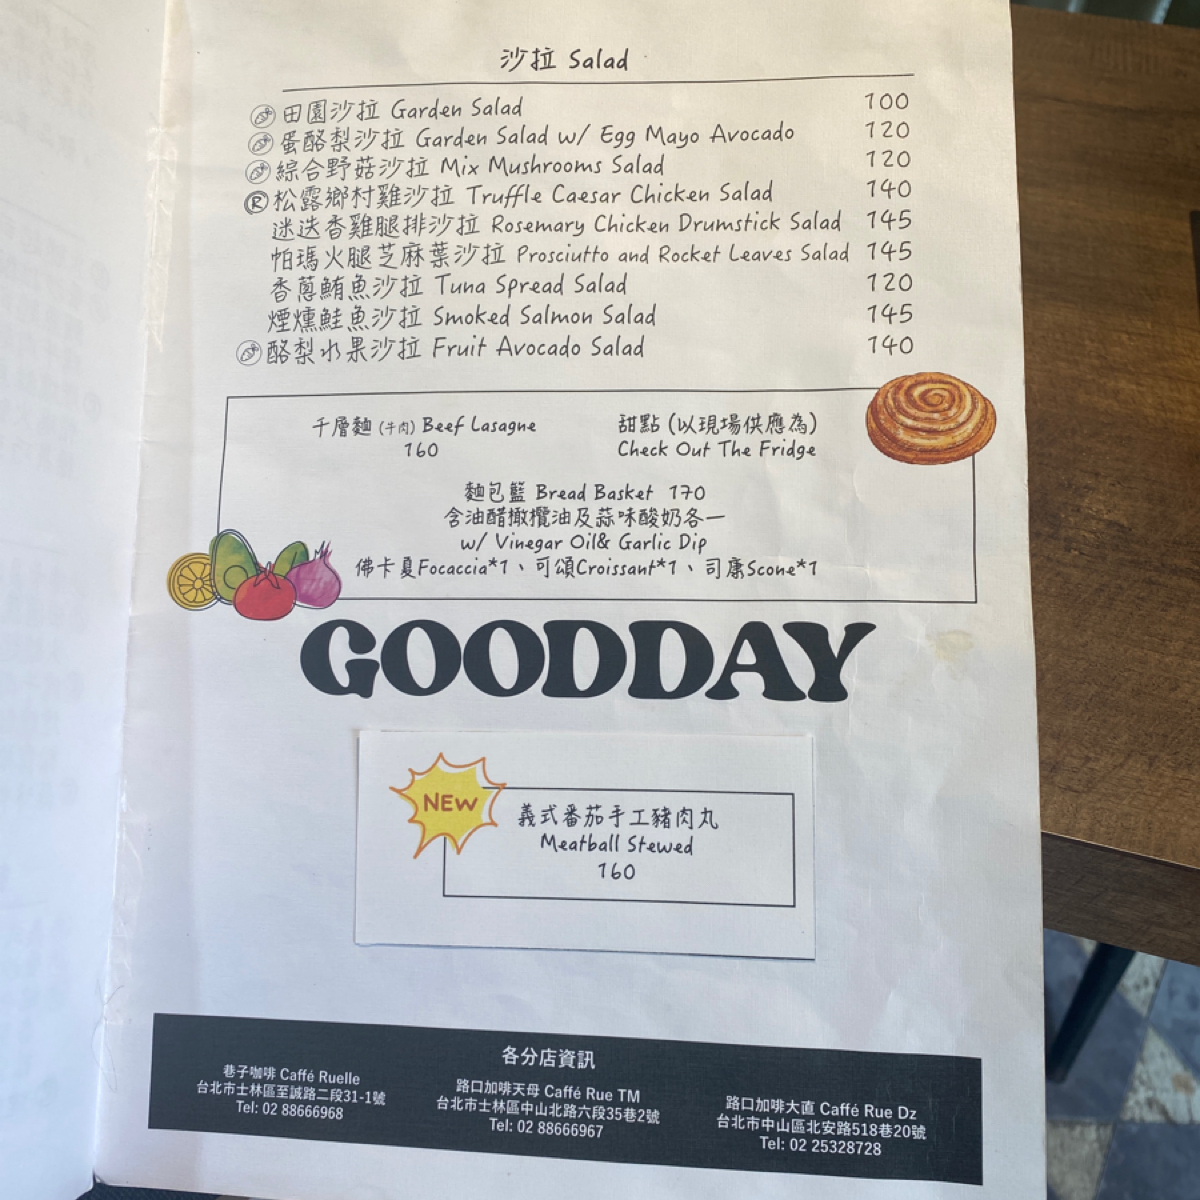 沙拉 Salad
田園沙拉 Garden Salad 100
蛋酪梨沙拉 Garden Salad w/ Egg Mayo Avocado 120
綜合野菇沙拉 Mix Mushrooms Salad 120
Ⓡ松露鄉村雞沙拉 Truffle Caesar Chicken Salad 140
迷迭香雞腿排沙拉 Rosemary Chicken Drumstick Salad 145
帕瑪火腿芝麻葉沙拉 Prosciutto and Rocket Leaves Salad 145
香蔥鮪魚沙拉 Tuna Spread Salad 120
煙燻鮭魚沙拉 Smoked Salmon Salad 145
酪梨水果沙拉 Fruit Avocado Salad 140
千層麵 (牛肉) Beef Lasagne
160
甜點 (以現場供應為)
Check Out The Fridge
麵包籃 Bread Basket 170
含油醋橄欖油及蒜味酸奶各一
w/ Vinegar Oil& Garlic Dip
佛卡夏Focaccia*1、可頌Croissant*1、司康Scone*1
GOODDAY
NEW
義式番茄手工豬肉丸
Meatball Stewed
160
各分店資訊
巷子咖啡 Caffé Ruelle
台北市士林區至誠路二段31-1號
Tel: 02 88666968
路口加啡天母 Caffé Rue TM
台北市士林區中山北路六段35巷2號
Tel: 02 88666967
路口加啡大直 Caffé Rue Dz
台北市中山區北安路518巷20號
Tel: 02 25328728